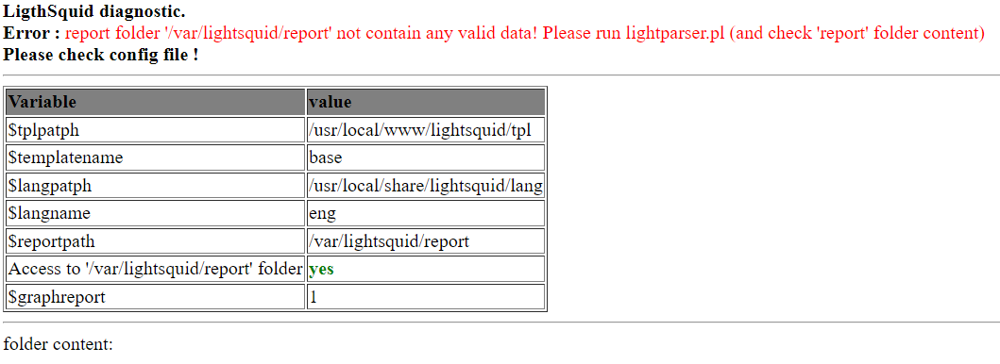 LigthSquid diagnostic.
Error : report folder '/var/lightsquid/report' not contain any valid data! Please run lightparser.pl (and check 'report' folder content)
Please check config file !
Variable value
$tplpatph /usr/local/www/lightsquid/tpl
$templatename base
$langpatph /usr/local/share/lightsquid/lang
$langname eng
$reportpath /var/lightsquid/report
Access to '/var/lightsquid/report' folder yes
$graphreport 1
folder content: